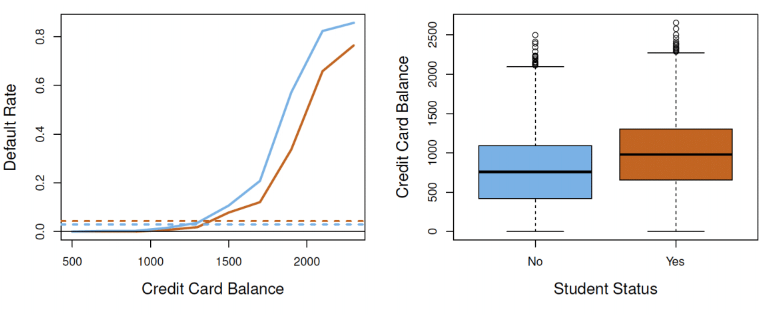 Default Rate
0.0
0.2
0.4
0.6
0.8
500
1000
1500
2000
Credit Card Balance
Credit Card Balance
0
500
1000
1500
2000
2500
No
Yes
Student Status